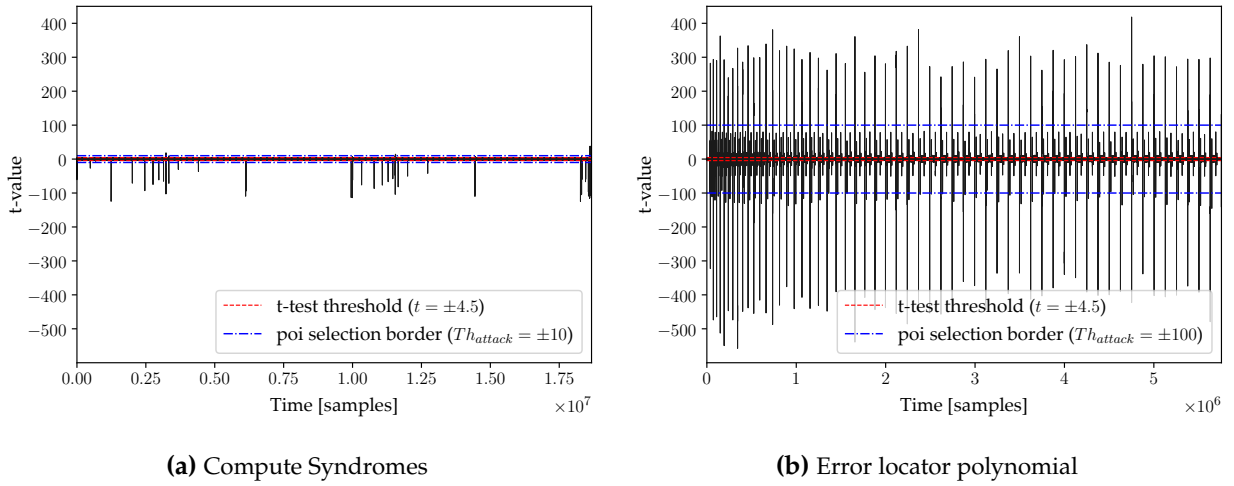 400
300
200
100
0
−100
−200
−300
−400
−500
t-value
t-test threshold (t = ±4.5)
poi selection border (Th_attack = ±10)
0.00 0.25 0.50 0.75 1.00 1.25 1.50 1.75
×10^7
Time [samples]
(a) Compute Syndromes
400
300
200
100
0
−100
−200
−300
−400
−500
t-value
t-test threshold (t = ±4.5)
poi selection border (Th_attack = ±100)
0 1 2 3 4 5
×10^6
Time [samples]
(b) Error locator polynomial